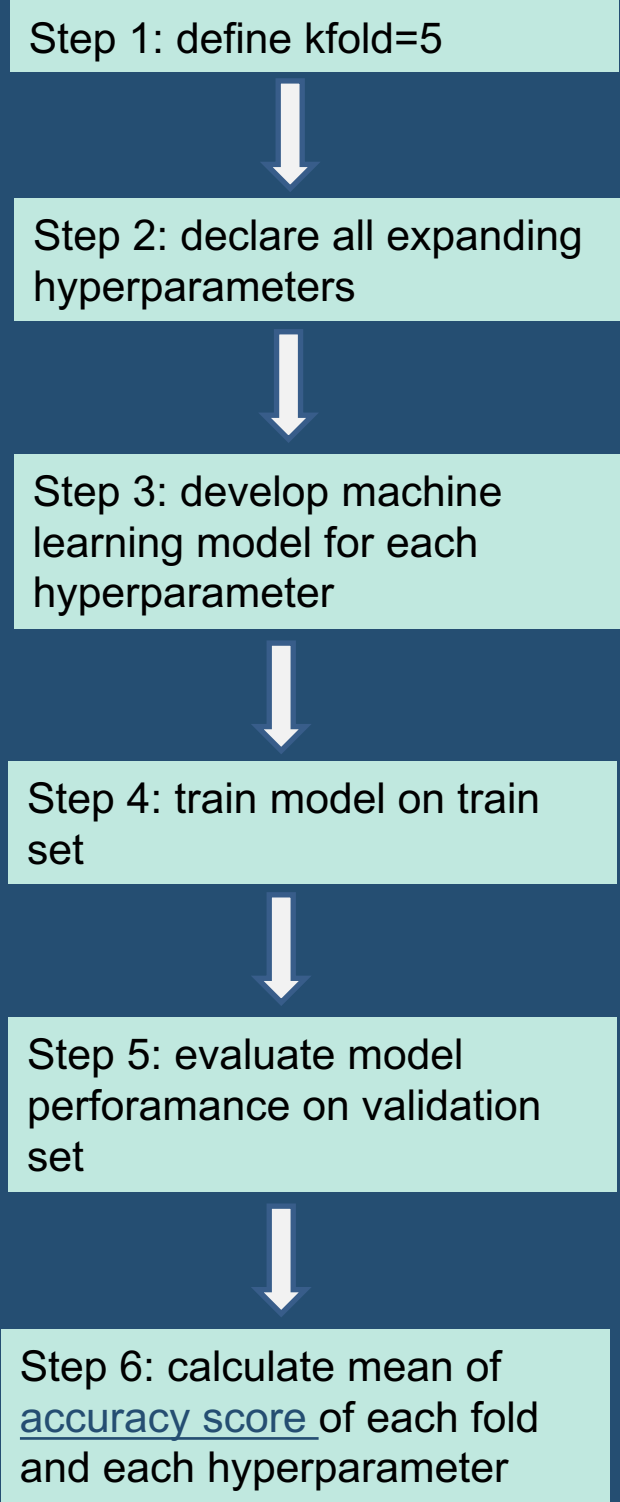 Step 1: define kfold=5
Step 2: declare all expanding
hyperparameters
Step 3: develop machine
learning model for each
hyperparameter
Step 4: train model on train
set
Step 5: evaluate model
perforamance on validation
set
Step 6: calculate mean of
accuracy score of each fold
and each hyperparameter